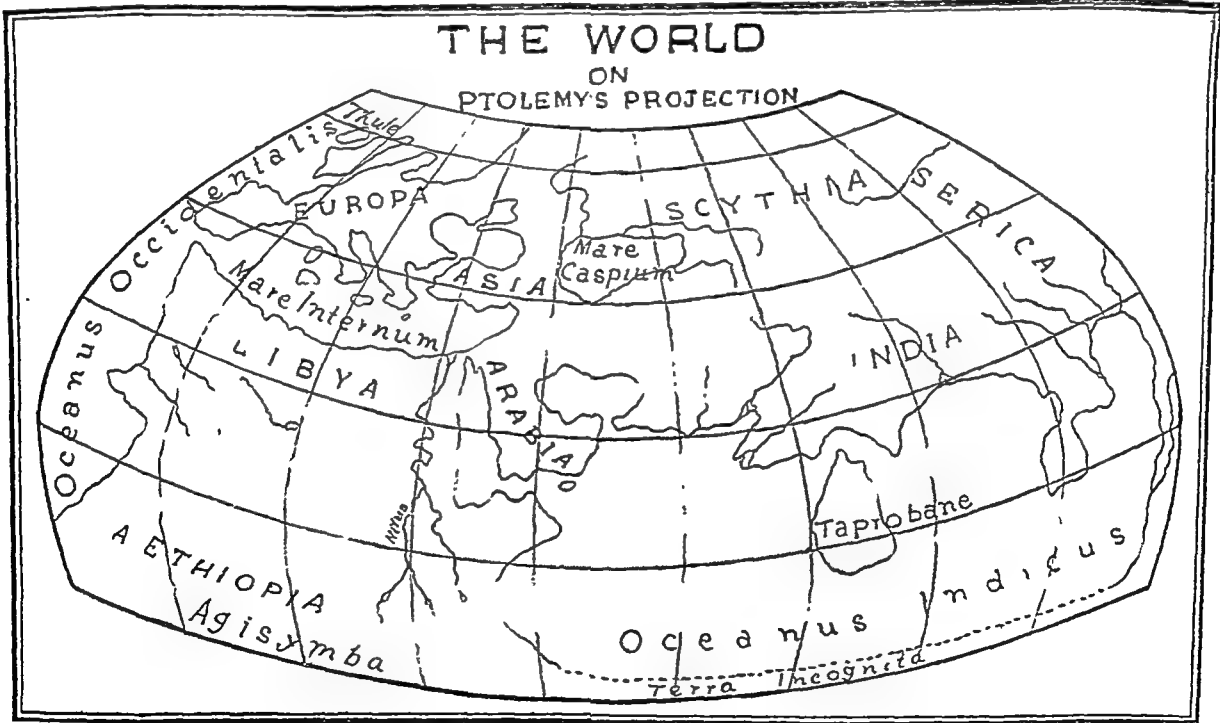 THE WORLD
ON
PTOLEMY'S PROJECTION
Thule
Oceanus Occidentalis
EUROPA
SCYTHIA
SERICA
Mare
Caspium
ASIA
Mare Internum
LIBYA
ARABIA
INDIA
Nilus
Taprobane
AETHIOPIA
Agisymba
Oceanus Indicus
Terra Incognita